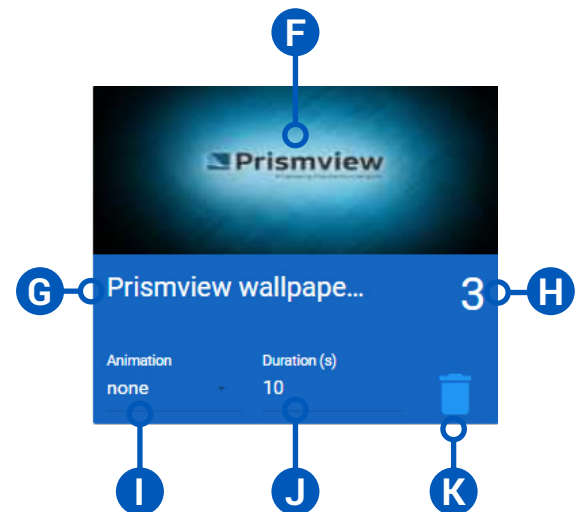 F
Prismview
G
Prismview wallpape...
3
H
Animation
Duration (s)
none
10
I
J
K